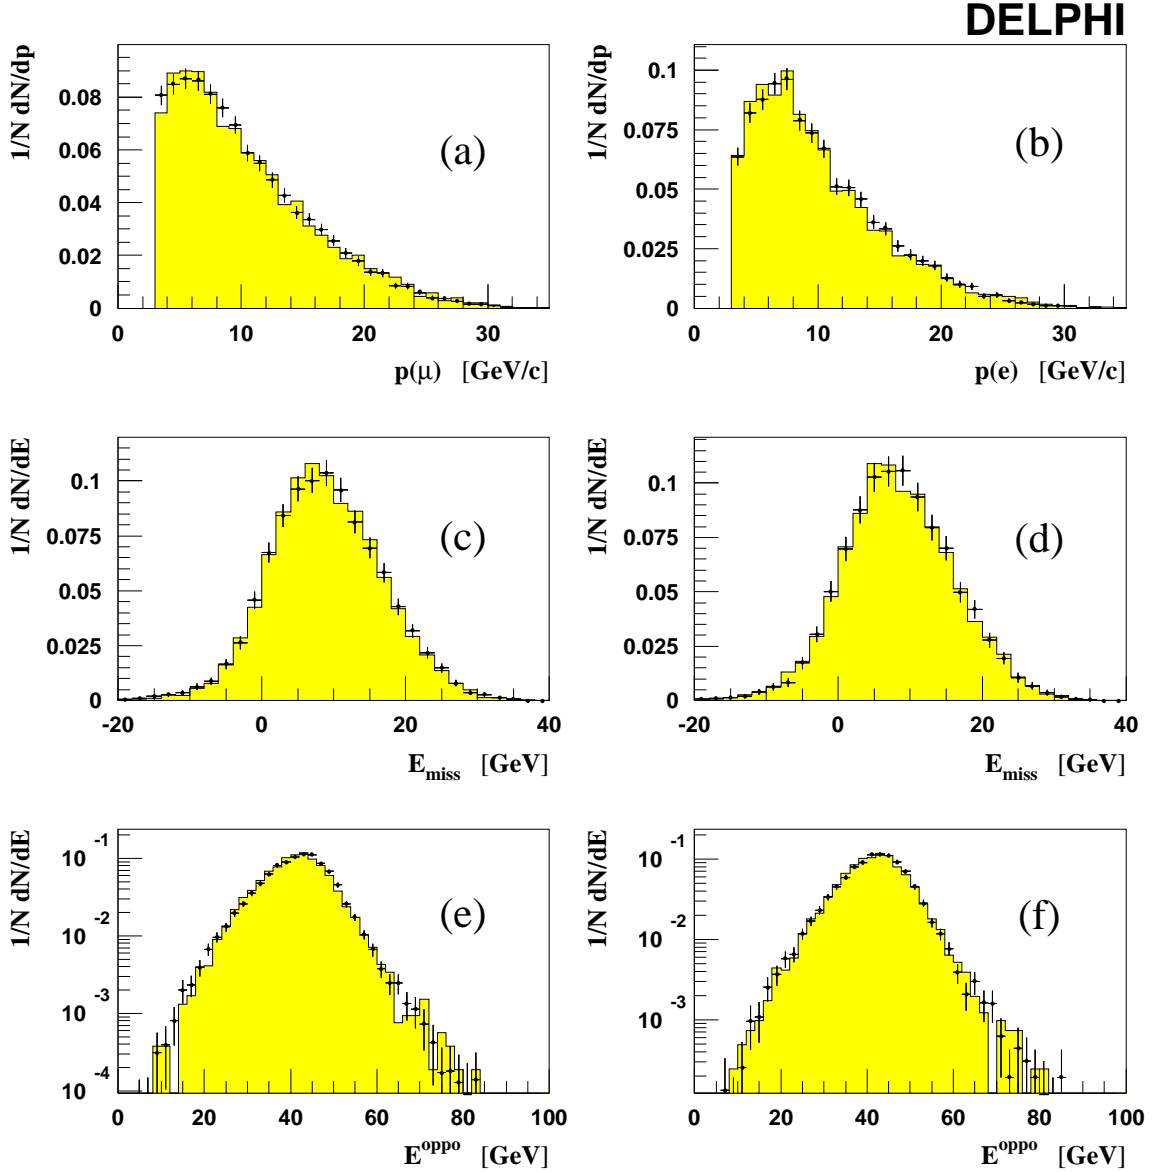 DELPHI
1/N dN/dp
0.08
0.06
0.04
0.02
0
(a)
0 10 20 30
p(μ) [GeV/c]
1/N dN/dp
0.1
0.075
0.05
0.025
0
(b)
0 10 20 30
p(e) [GeV/c]
1/N dN/dE
0.1
0.075
0.05
0.025
0
(c)
-20 0 20 40
E_miss [GeV]
1/N dN/dE
0.1
0.075
0.05
0.025
0
(d)
-20 0 20 40
E_miss [GeV]
1/N dN/dE
10^-1
10^-2
10^-3
10^-4
(e)
0 20 40 60 80 100
E^oppo [GeV]
1/N dN/dE
10^-1
10^-2
10^-3
(f)
0 20 40 60 80 100
E^oppo [GeV]